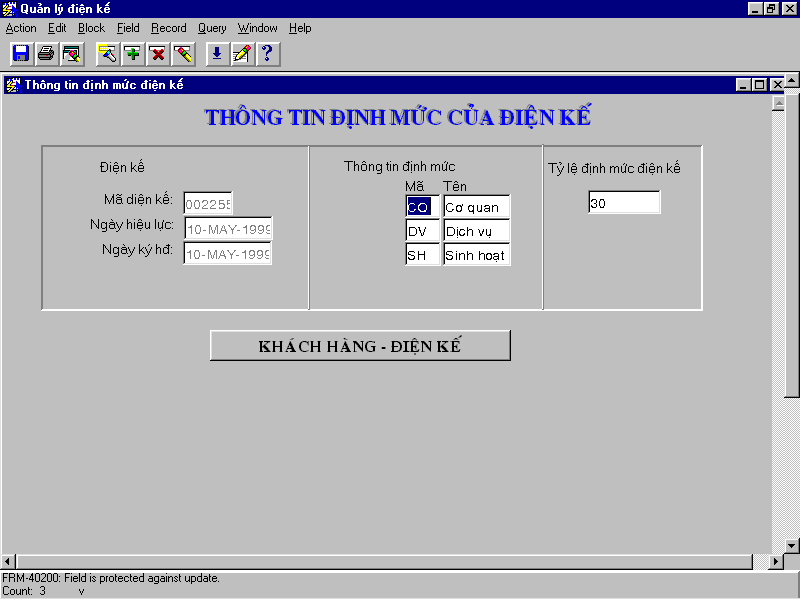 Quản lý điện kế
Action Edit Block Field Record Query Window Help
Thông tin định mức điện kế
THÔNG TIN ĐỊNH MỨC CỦA ĐIỆN KẾ
Điện kế
Mã diện kế: 002255
Ngày hiệu lực: 10-MAY-1999
Ngày ký hđ: 10-MAY-1999
Thông tin định mức
Mã Tên
CQ Cơ quan
DV Dịch vụ
SH Sinh hoạt
Tỷ lệ định mức điện kế
30
KHÁCH HÀNG - ĐIỆN KẾ
FRM-40200: Field is protected against update.
Count: 3 v